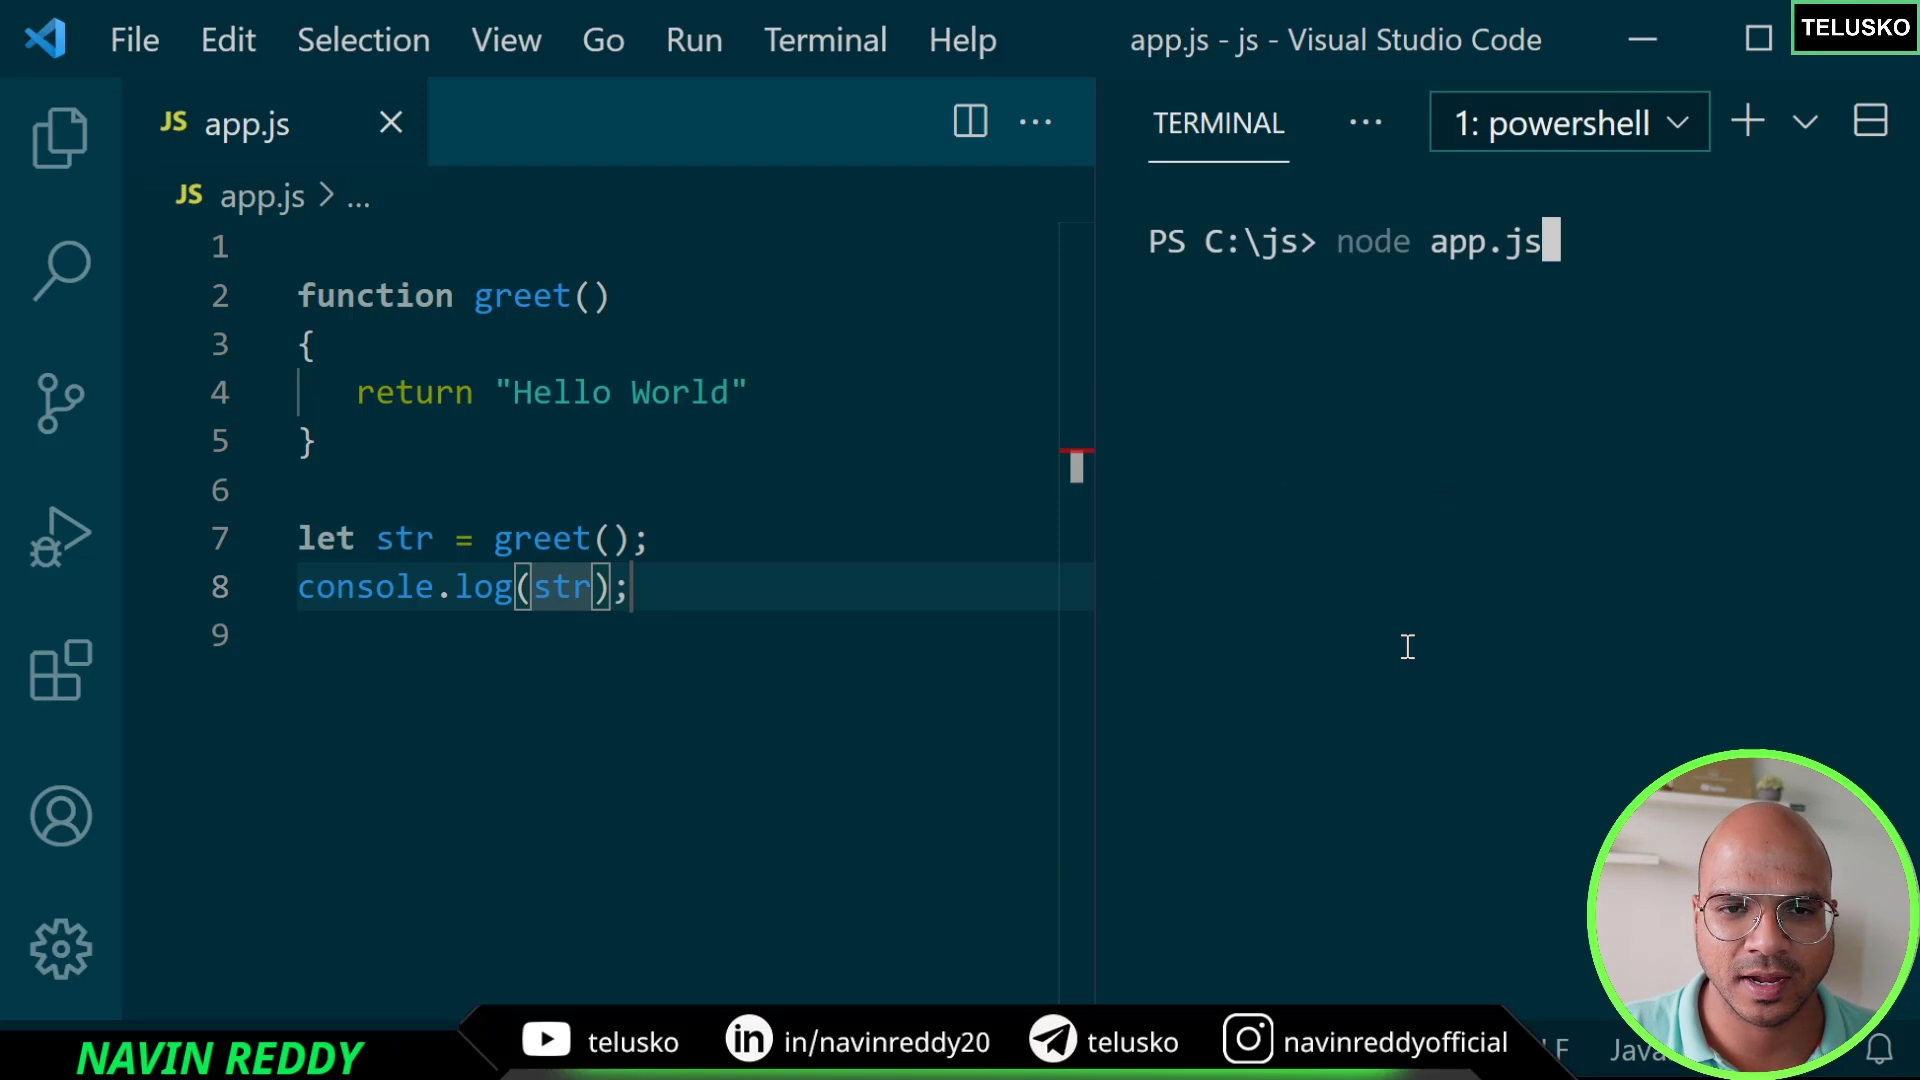 File Edit Selection View Go Run Terminal Help
app.js - js - Visual Studio Code
TELUSKO
JS app.js
JS app.js > ...
1
2 function greet()
3 {
4 return "Hello World"
5 }
6
7 let str = greet();
8 console.log(str);
9
TERMINAL ... 1: powershell
PS C:\js> node app.js
NAVIN REDDY
telusko
in/navinreddy20
telusko
navinreddyofficial